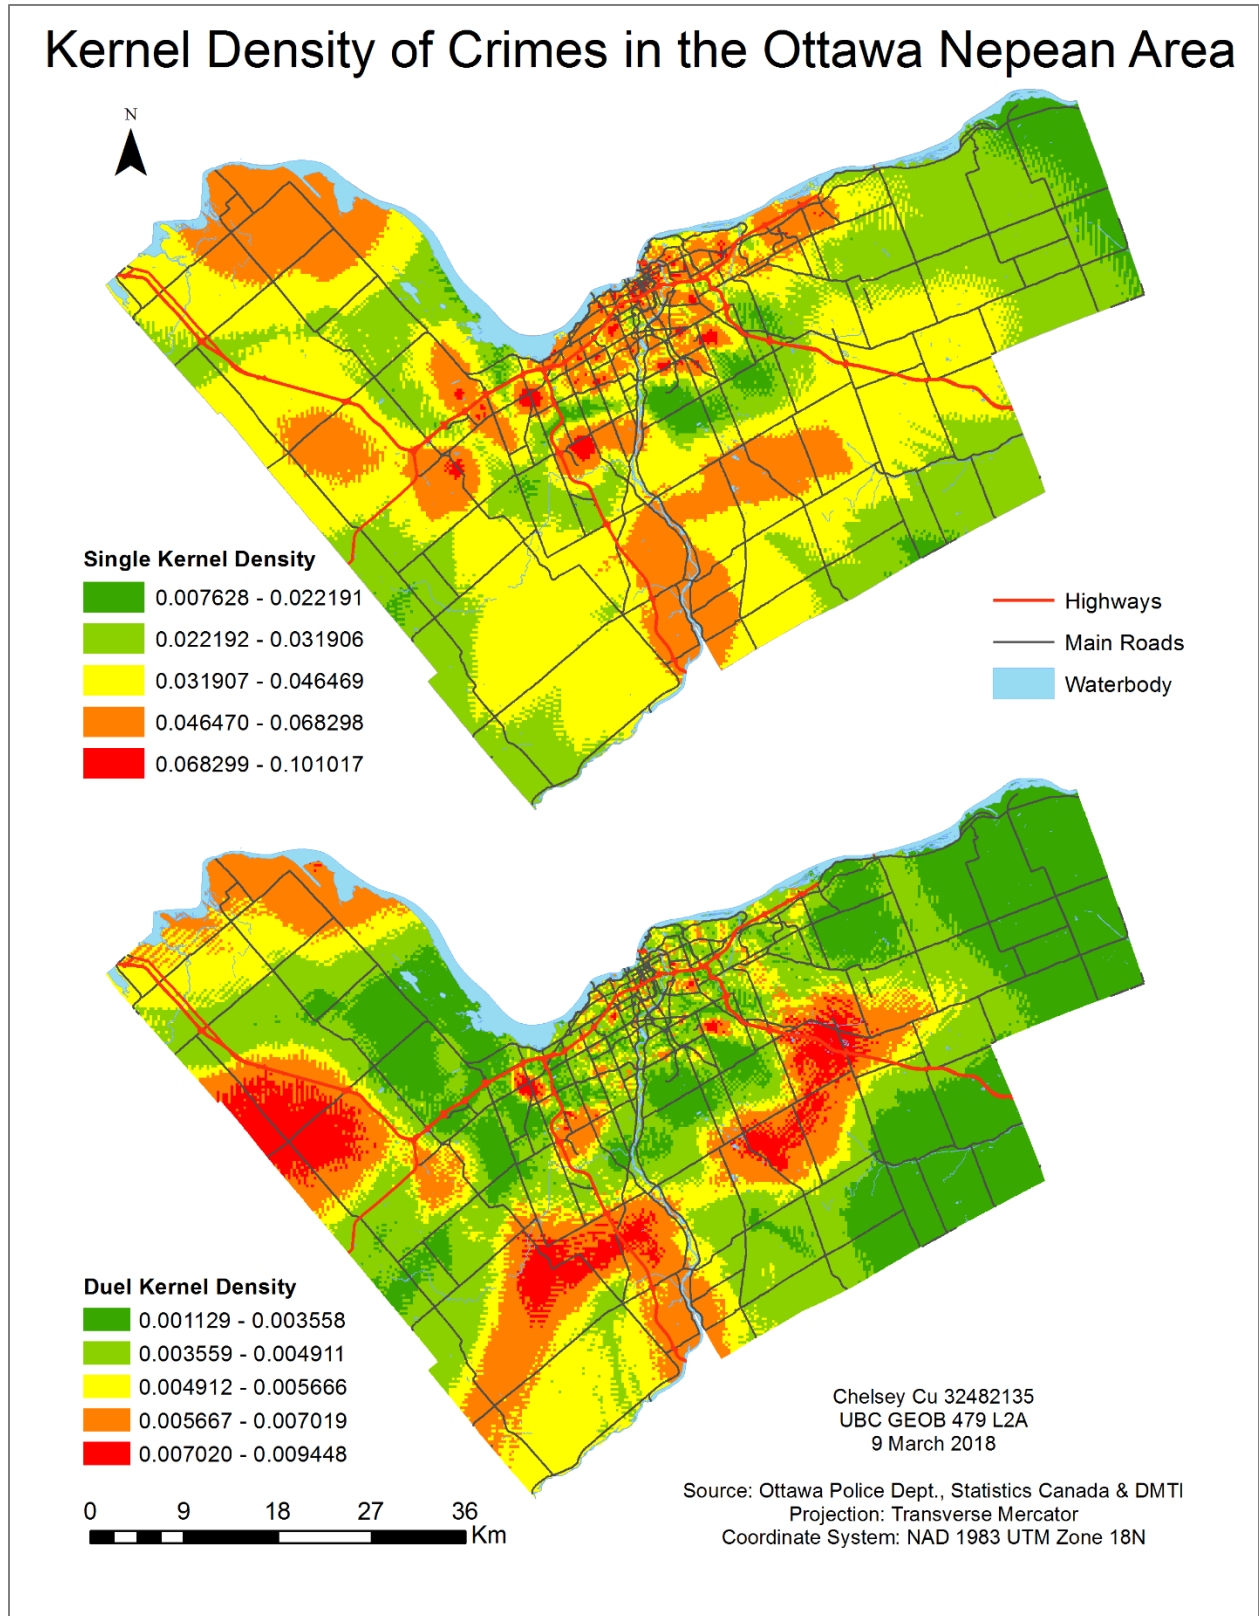 Kernel Density of Crimes in the Ottawa Nepean Area
N
Single Kernel Density
0.007628 - 0.022191
0.022192 - 0.031906
0.031907 - 0.046469
0.046470 - 0.068298
0.068299 - 0.101017
Highways
Main Roads
Waterbody
Duel Kernel Density
0.001129 - 0.003558
0.003559 - 0.004911
0.004912 - 0.005666
0.005667 - 0.007019
0.007020 - 0.009448
0 9 18 27 36
Km
Chelsey Cu 32482135
UBC GEOB 479 L2A
9 March 2018
Source: Ottawa Police Dept., Statistics Canada & DMTI
Projection: Transverse Mercator
Coordinate System: NAD 1983 UTM Zone 18N